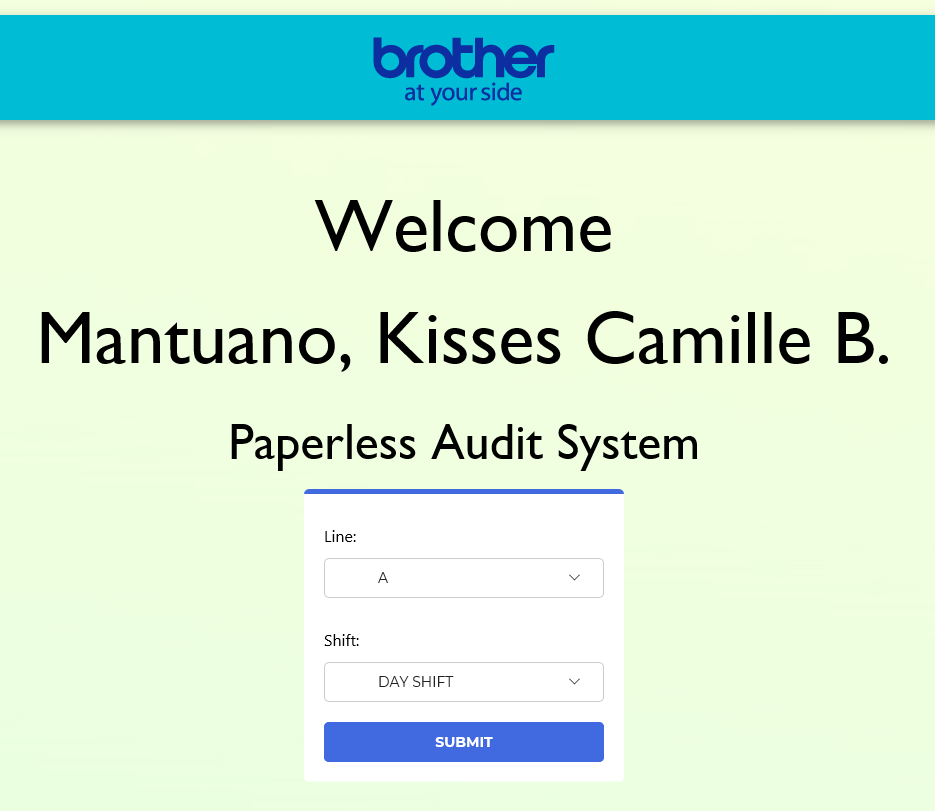 brother
at your side
Welcome
Mantuano, Kisses Camille B.
Paperless Audit System
Line:
A
Shift:
DAY SHIFT
SUBMIT